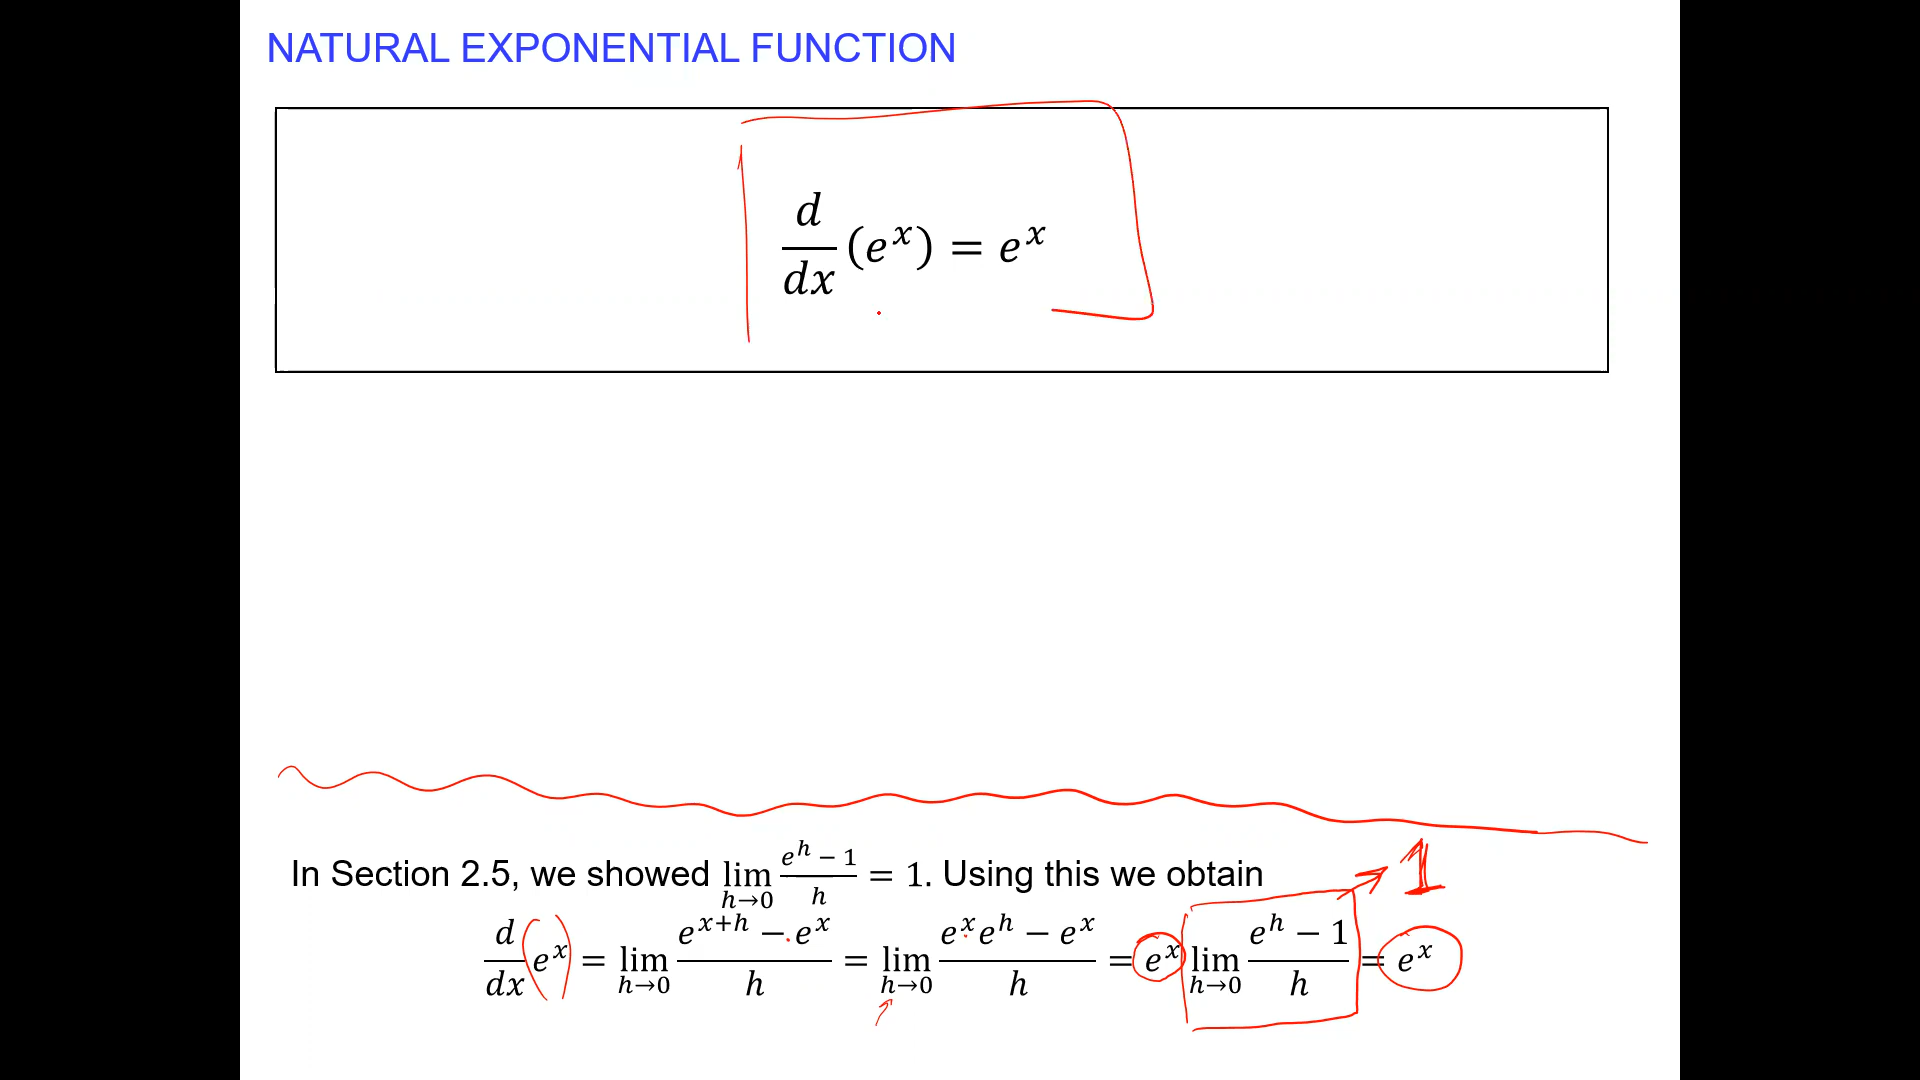 NATURAL EXPONENTIAL FUNCTION
d/dx (e^x) = e^x
1
In Section 2.5, we showed lim_{h→0} (e^h − 1)/h = 1. Using this we obtain
d/dx (e^x) = lim_{h→0} (e^{x+h} − e^x)/h = lim_{h→0} (e^x e^h − e^x)/h = e^x lim_{h→0} (e^h − 1)/h = e^x